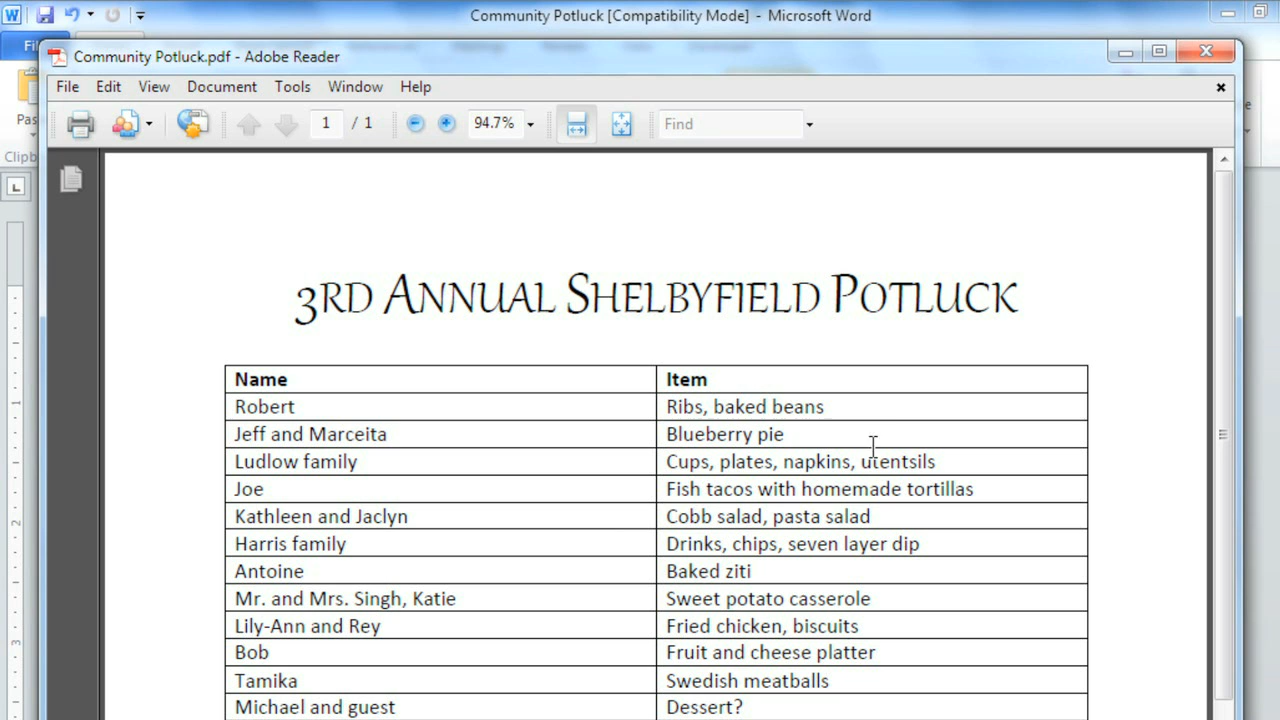 Community Potluck [Compatibility Mode] - Microsoft Word
Community Potluck.pdf - Adobe Reader
File Edit View Document Tools Window Help
1 / 1 94.7% Find
3RD ANNUAL SHELBYFIELD POTLUCK
Name Item
Robert Ribs, baked beans
Jeff and Marceita Blueberry pie
Ludlow family Cups, plates, napkins, utentsils
Joe Fish tacos with homemade tortillas
Kathleen and Jaclyn Cobb salad, pasta salad
Harris family Drinks, chips, seven layer dip
Antoine Baked ziti
Mr. and Mrs. Singh, Katie Sweet potato casserole
Lily-Ann and Rey Fried chicken, biscuits
Bob Fruit and cheese platter
Tamika Swedish meatballs
Michael and guest Dessert?